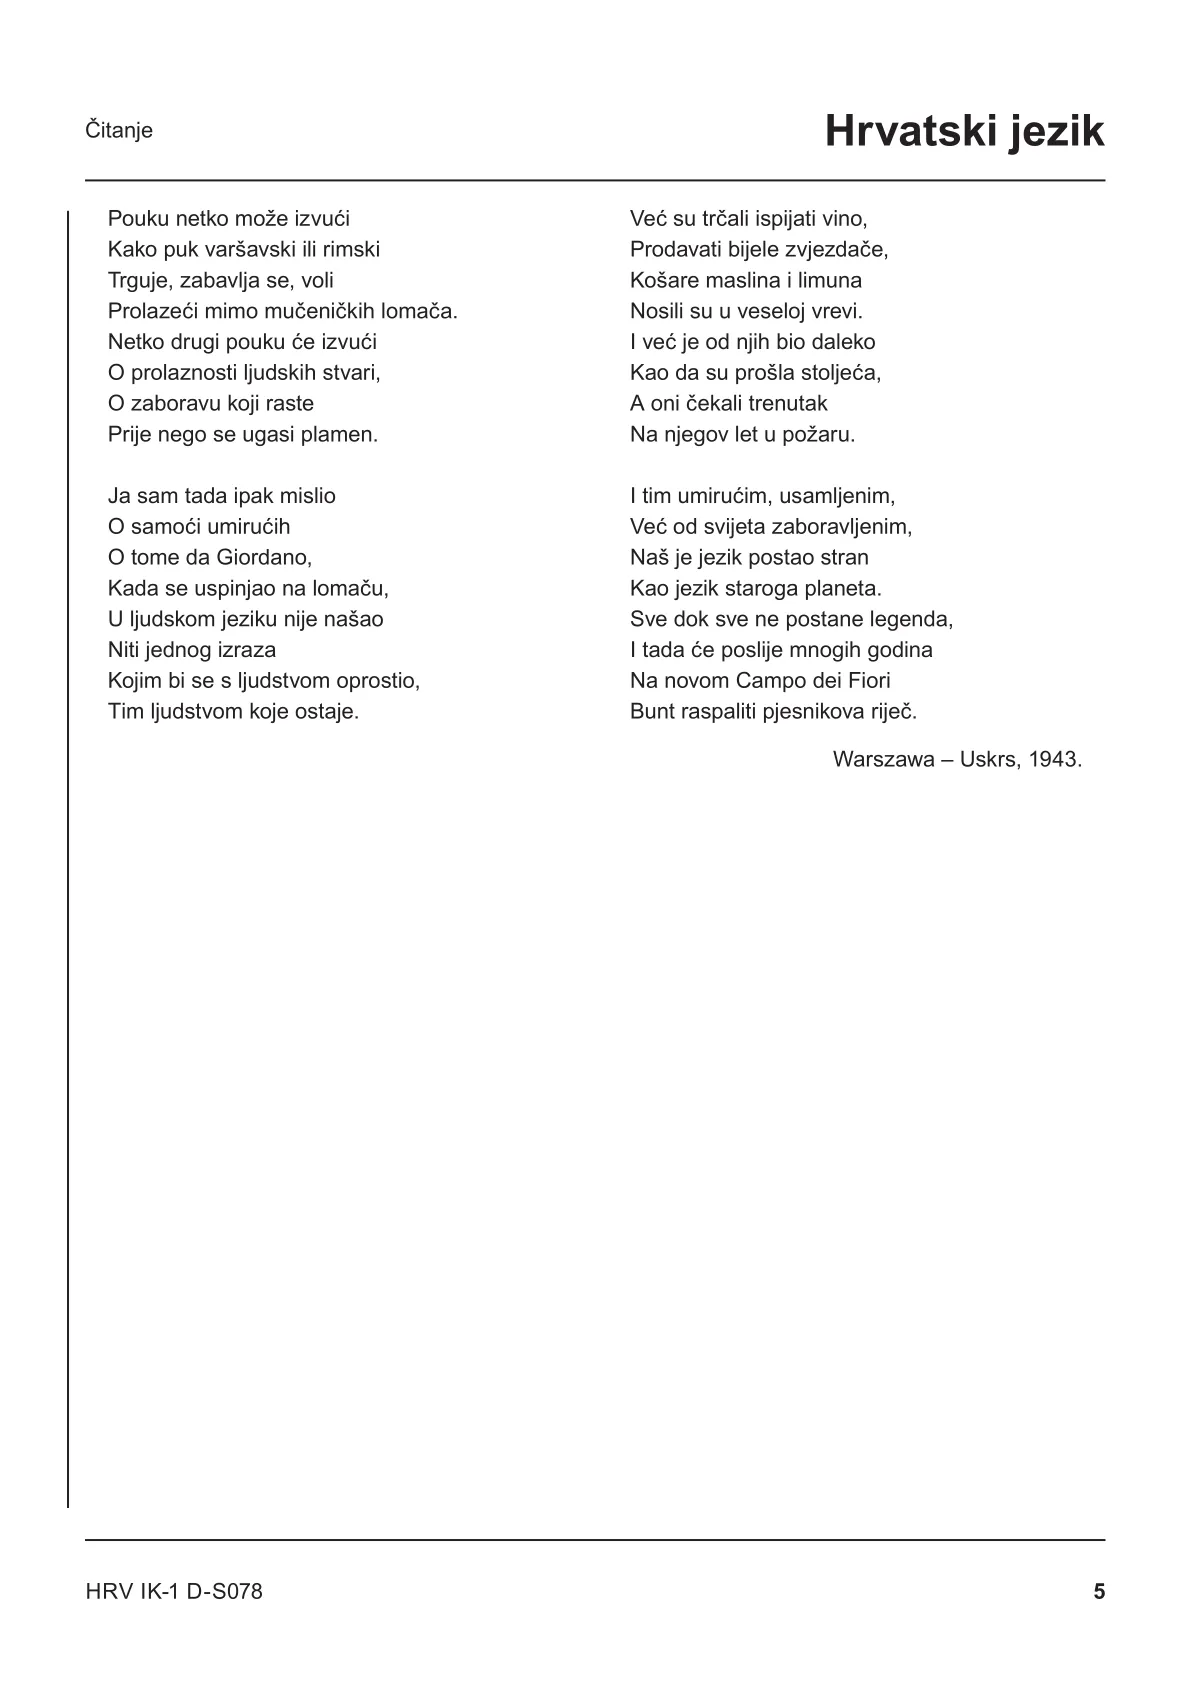 Čitanje
Hrvatski jezik
Pouku netko može izvući
Kako puk varšavski ili rimski
Trguje, zabavlja se, voli
Prolazeći mimo mučeničkih lomača.
Netko drugi pouku će izvući
O prolaznosti ljudskih stvari,
O zaboravu koji raste
Prije nego se ugasi plamen.
Ja sam tada ipak mislio
O samoći umirućih
O tome da Giordano,
Kada se uspinjao na lomaču,
U ljudskom jeziku nije našao
Niti jednog izraza
Kojim bi se s ljudstvom oprostio,
Tim ljudstvom koje ostaje.
Već su trčali ispijati vino,
Prodavati bijele zvjezdače,
Košare maslina i limuna
Nosili su u veseloj vrevi.
I već je od njih bio daleko
Kao da su prošla stoljeća,
A oni čekali trenutak
Na njegov let u požaru.
I tim umirućim, usamljenim,
Već od svijeta zaboravljenim,
Naš je jezik postao stran
Kao jezik staroga planeta.
Sve dok sve ne postane legenda,
I tada će poslije mnogih godina
Na novom Campo dei Fiori
Bunt raspaliti pjesnikova riječ.
Warszawa – Uskrs, 1943.
HRV IK-1 D-S078
5